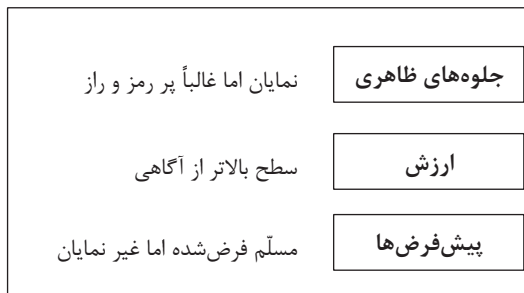 جلوه‌های ظاهری
نمایان اما غالباً پر رمز و راز
ارزش
سطح بالاتر از آگاهی
پیش‌فرض‌ها
مسلّم فرض‌شده اما غیر نمایان